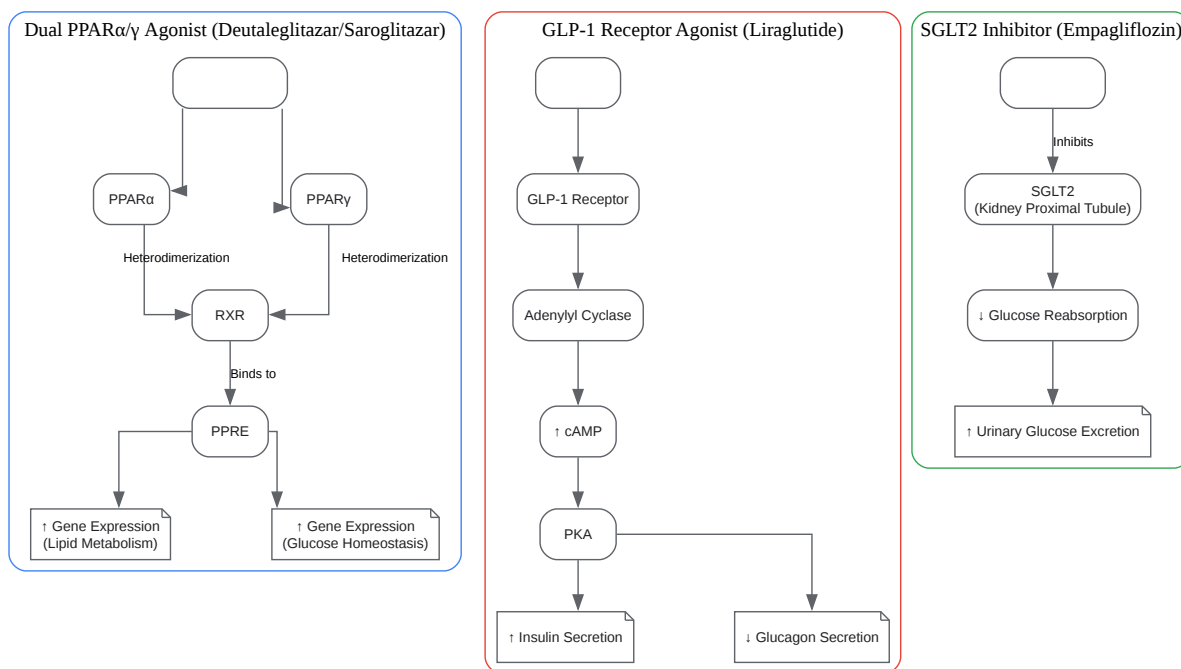 Dual PPARα/γ Agonist (Deutaleglitazar/Saroglitazar)
PPARα
PPARγ
Heterodimerization
Heterodimerization
RXR
Binds to
PPRE
↑ Gene Expression
(Lipid Metabolism)
↑ Gene Expression
(Glucose Homeostasis)
GLP-1 Receptor Agonist (Liraglutide)
GLP-1 Receptor
Adenylyl Cyclase
↑ cAMP
PKA
↑ Insulin Secretion
↓ Glucagon Secretion
SGLT2 Inhibitor (Empagliflozin)
Inhibits
SGLT2
(Kidney Proximal Tubule)
↓ Glucose Reabsorption
↑ Urinary Glucose Excretion